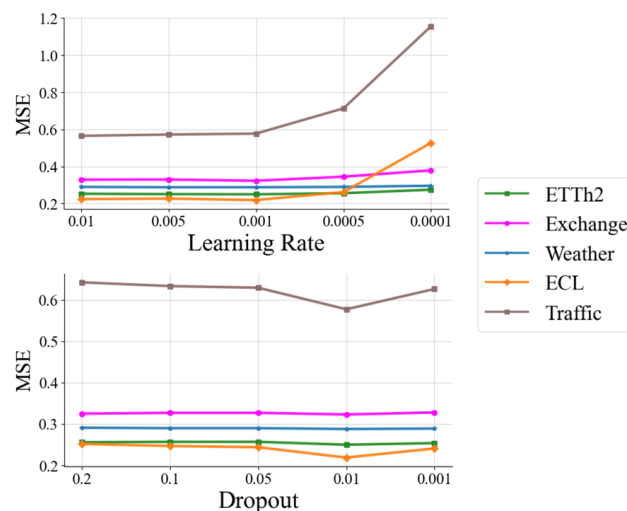 1.2
1.0
0.8
0.6
0.4
0.2
MSE
0.01 0.005 0.001 0.0005 0.0001
Learning Rate
ETTh2
Exchange
Weather
ECL
Traffic
0.6
0.5
0.4
0.3
0.2
MSE
0.2 0.1 0.05 0.01 0.001
Dropout